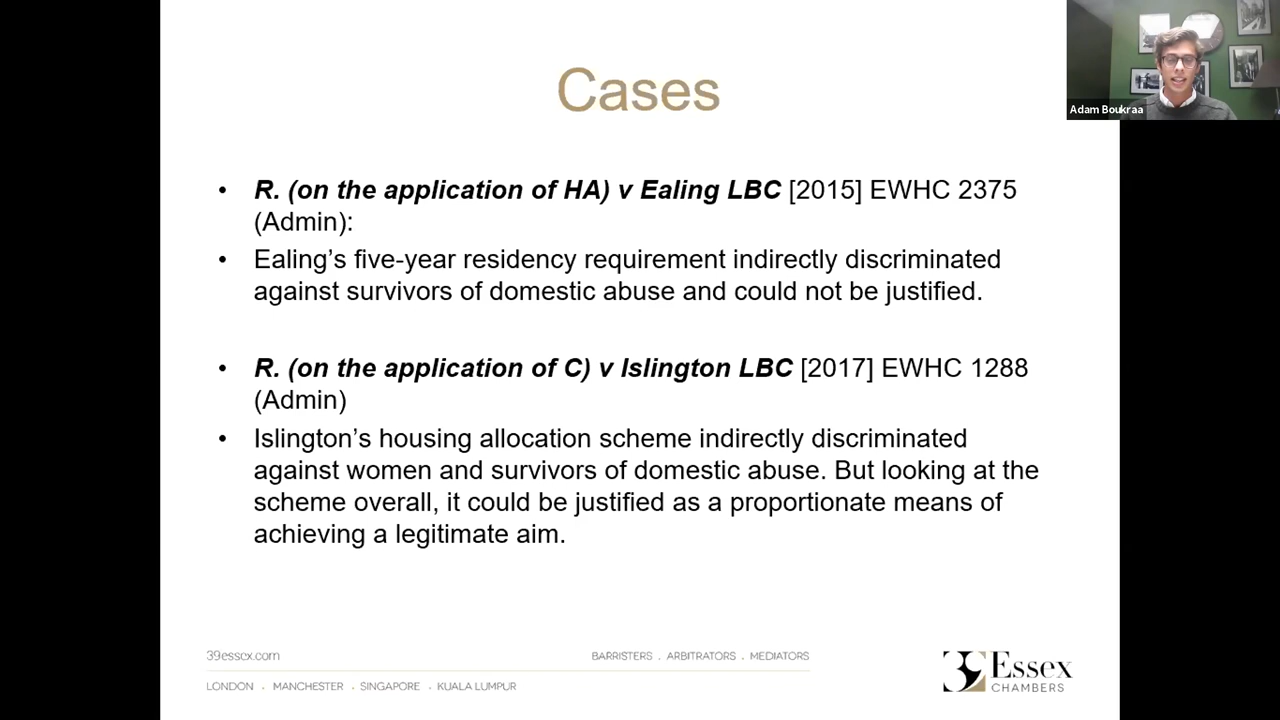 Cases
Adam Boukraa
• R. (on the application of HA) v Ealing LBC [2015] EWHC 2375
(Admin):
• Ealing’s five-year residency requirement indirectly discriminated
against survivors of domestic abuse and could not be justified.
• R. (on the application of C) v Islington LBC [2017] EWHC 1288
(Admin)
• Islington’s housing allocation scheme indirectly discriminated
against women and survivors of domestic abuse. But looking at the
scheme overall, it could be justified as a proportionate means of
achieving a legitimate aim.
39essex.com
BARRISTERS . ARBITRATORS . MEDIATORS
LONDON . MANCHESTER . SINGAPORE . KUALA LUMPUR
39 Essex
CHAMBERS